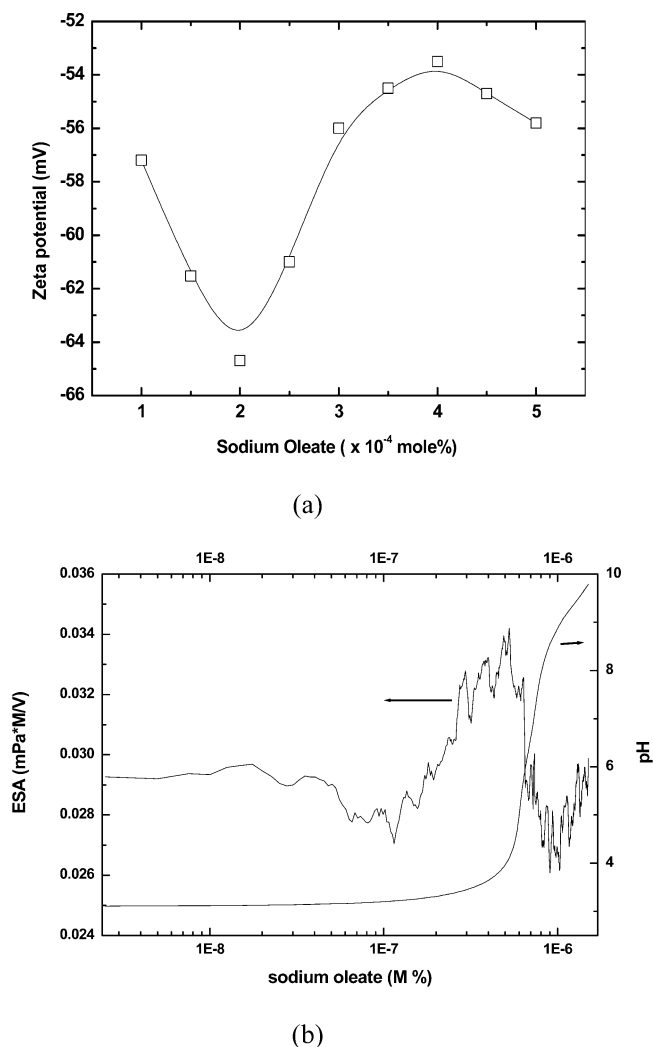 -52
-54
-56
-58
-60
-62
-64
-66
Zeta potential (mV)
1 2 3 4 5
Sodium Oleate ( x 10⁻⁴ mole%)
(a)
1E-8 1E-7 1E-6
0.036
0.034
0.032
0.030
0.028
0.026
0.024
ESA (mPa*M/V)
10
8
6
4
pH
1E-8 1E-7 1E-6
sodium oleate (M %)
(b)